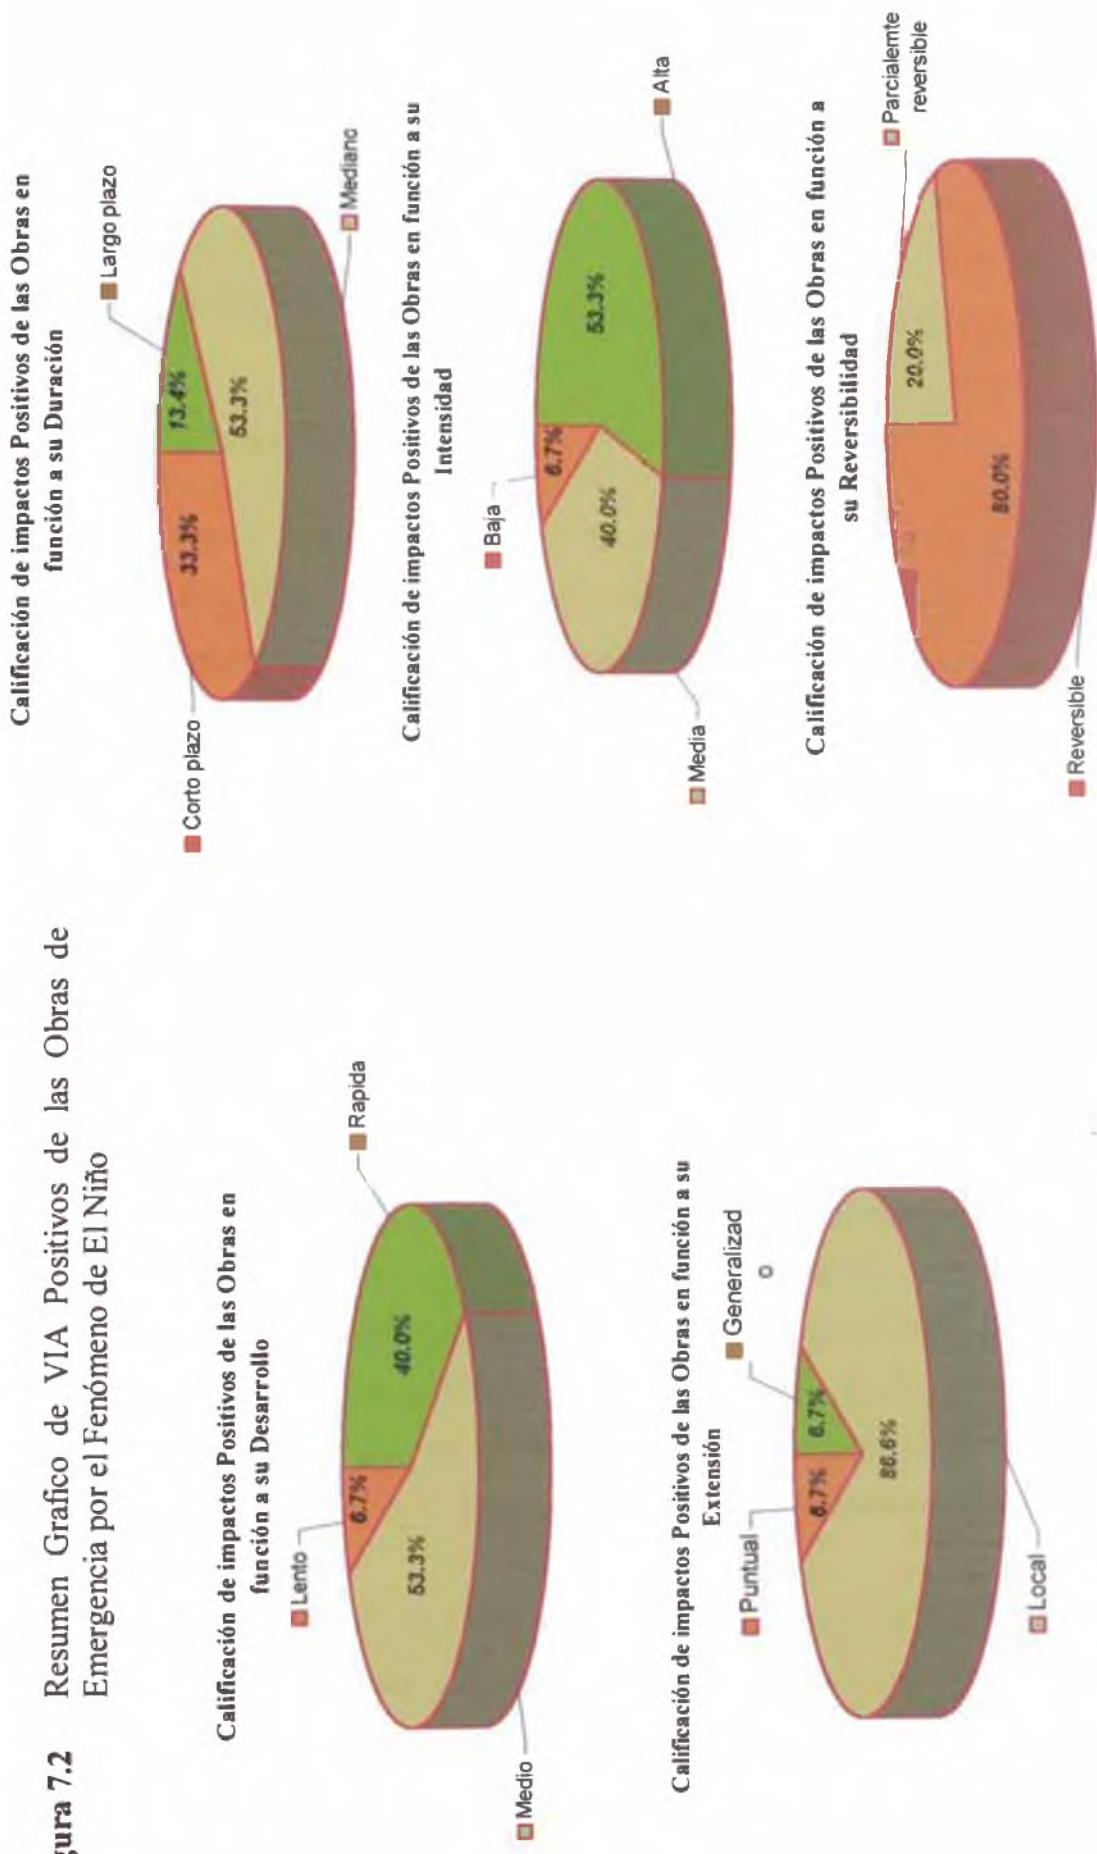 gura 7.2 Resumen Grafico de VIA Positivos de las Obras de
Emergencia por el Fenómeno de El Niño
Calificación de impactos Positivos de las Obras en
función a su Desarrollo
Lento
Rapida
6.7%
40.0%
53.3%
Medio
Calificación de impactos Positivos de las Obras en función a su
Extensión
Puntual
Generalizad
o
6.7%
6.7%
86.6%
Local
Calificación de impactos Positivos de las Obras en
función a su Duración
Corto plazo
Largo plazo
33.3%
13.4%
53.3%
Mediano
Calificación de impactos Positivos de las Obras en función a su
Intensidad
Baja
6.7%
53.3%
40.0%
Media
Alta
Calificación de impactos Positivos de las Obras en función a
su Reversibilidad
Parcialemte
reversible
20.0%
80.0%
Reversible